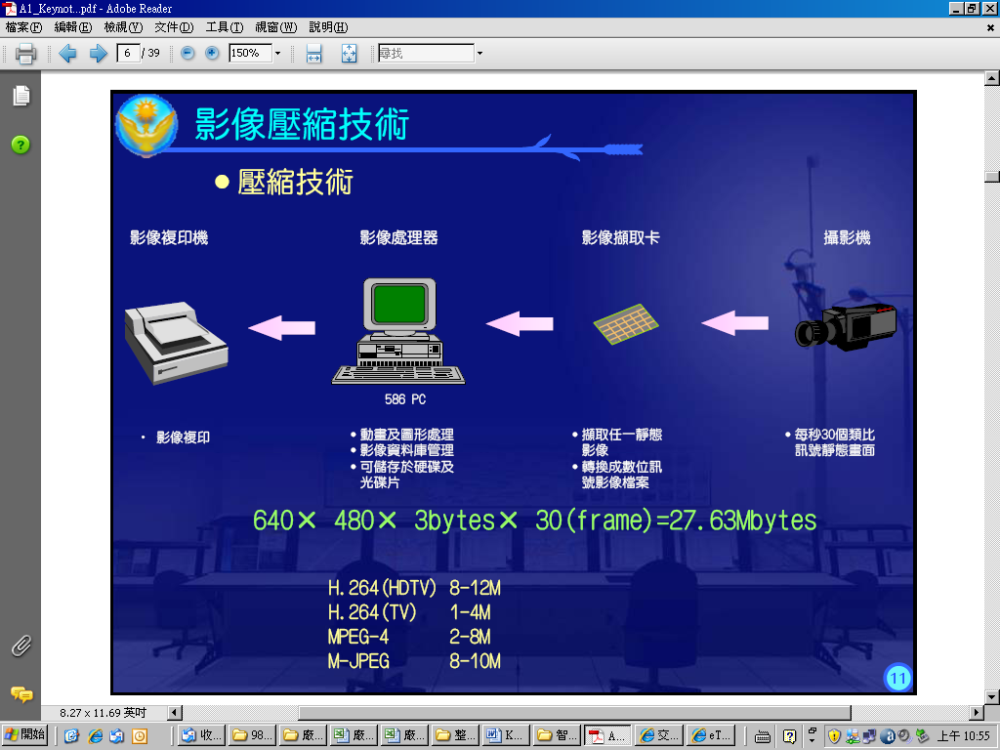 A1_Keynot...pdf - Adobe Reader
檔案(F) 編輯(E) 檢視(V) 文件(D) 工具(T) 視窗(W) 說明(H)
6 / 39 150% 尋找
影像壓縮技術
● 壓縮技術
影像複印機 影像處理器 影像擷取卡 攝影機
586 PC
• 影像複印
• 動畫及圖形處理
• 影像資料庫管理
• 可儲存於硬碟及
光碟片
• 擷取任一靜態
影像
• 轉換成數位訊
號影像檔案
• 每秒30個類比
訊號靜態畫面
640× 480× 3bytes× 30(frame)=27.63Mbytes
H.264(HDTV) 8-12M
H.264(TV) 1-4M
MPEG-4 2-8M
M-JPEG 8-10M
11
8.27 x 11.69 英吋
開始 收... 98... 廠... 廠... 廠... 整... K... 智... A... 交... eT... 上午 10:55